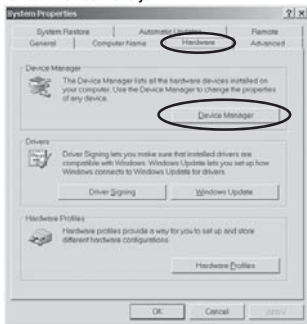 System Properties
System Restore Automatic Updates Remote
General Computer Name Hardware Advanced
Device Manager
The Device Manager lists all the hardware devices installed on
your computer. Use the Device Manager to change the properties
of any device.
Device Manager
Drivers
Driver Signing lets you make sure that installed drivers are
compatible with Windows. Windows Update lets you set up how
Windows connects to Windows Update for drivers.
Driver Signing Windows Update
Hardware Profiles
Hardware profiles provide a way for you to set up and store
different hardware configurations.
Hardware Profiles
OK Cancel Apply